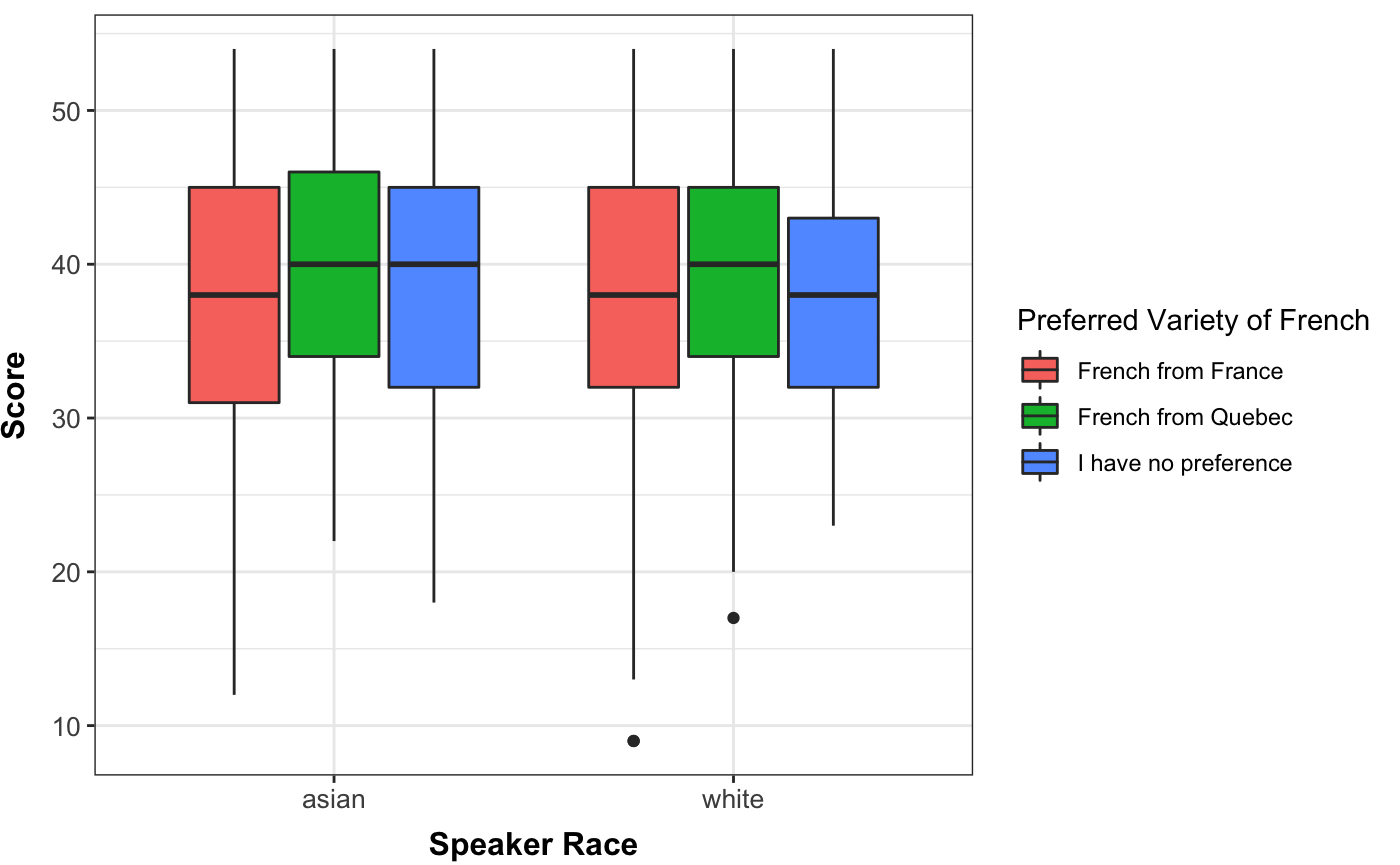 Score
50
40
30
20
10
asian
white
Speaker Race
Preferred Variety of French
French from France
French from Quebec
I have no preference